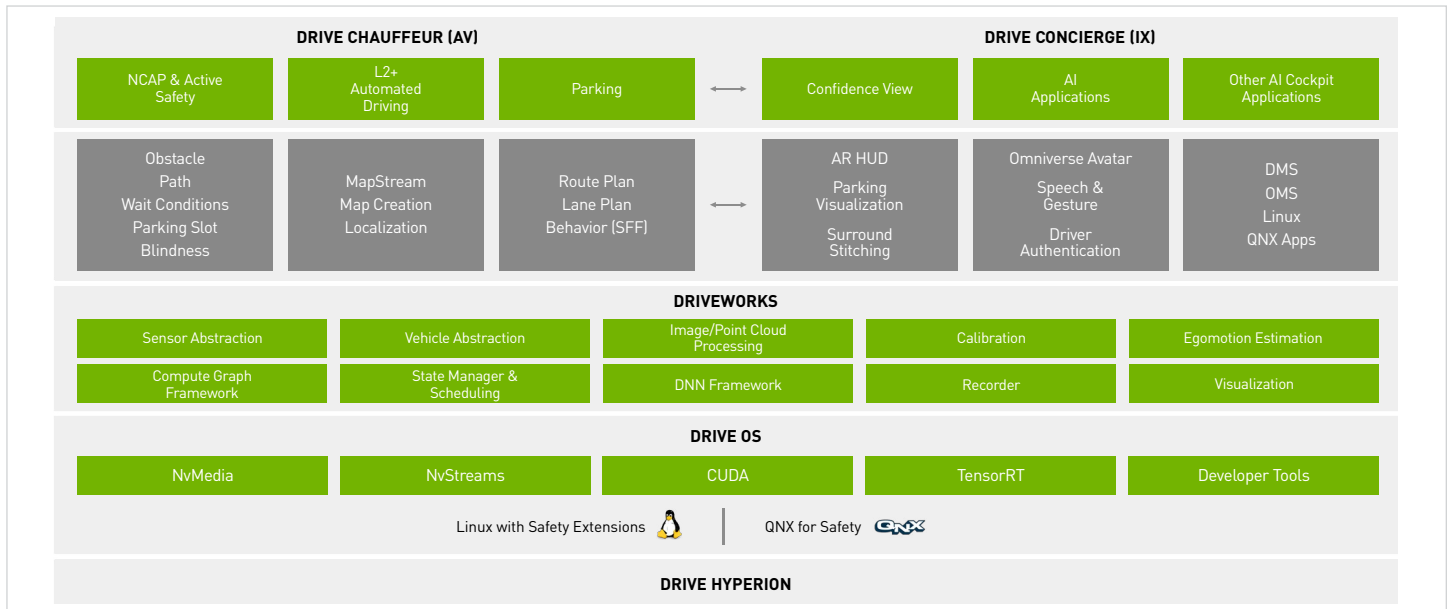 DRIVE CHAUFFEUR (AV)
DRIVE CONCIERGE (IX)
NCAP & Active
Safety
L2+
Automated
Driving
Parking
Confidence View
AI
Applications
Other AI Cockpit
Applications
Obstacle
Path
Wait Conditions
Parking Slot
Blindness
MapStream
Map Creation
Localization
Route Plan
Lane Plan
Behavior (SFF)
AR HUD
Parking
Visualization
Surround
Stitching
Omniverse Avatar
Speech &
Gesture
Driver
Authentication
DMS
OMS
Linux
QNX Apps
DRIVEWORKS
Sensor Abstraction
Vehicle Abstraction
Image/Point Cloud
Processing
Calibration
Egomotion Estimation
Compute Graph
Framework
State Manager &
Scheduling
DNN Framework
Recorder
Visualization
DRIVE OS
NvMedia
NvStreams
CUDA
TensorRT
Developer Tools
Linux with Safety Extensions
QNX for Safety
QNX
DRIVE HYPERION